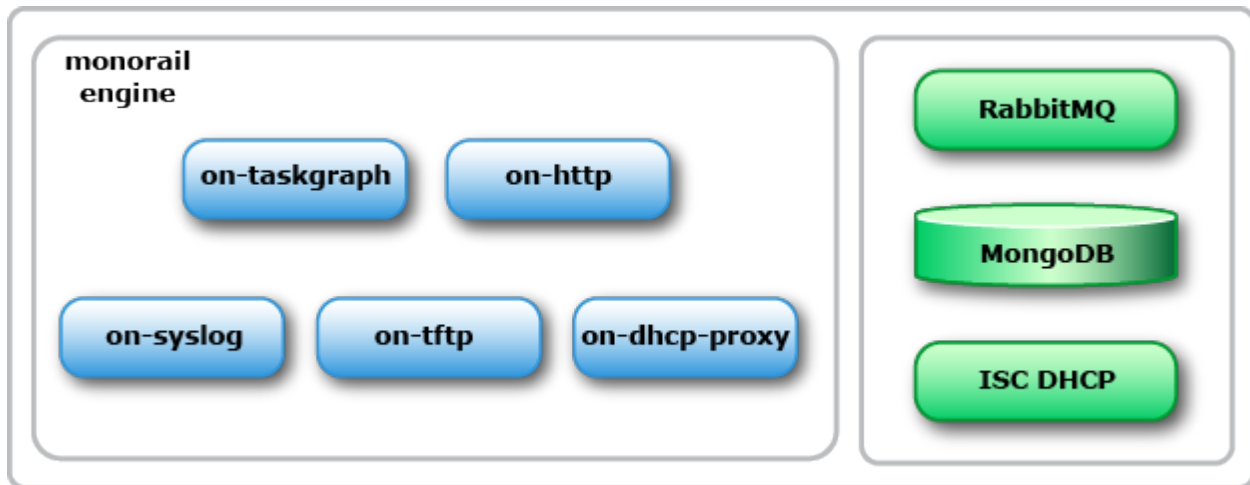 monorail
engine
on-taskgraph
on-http
on-syslog
on-tftp
on-dhcp-proxy
RabbitMQ
MongoDB
ISC DHCP